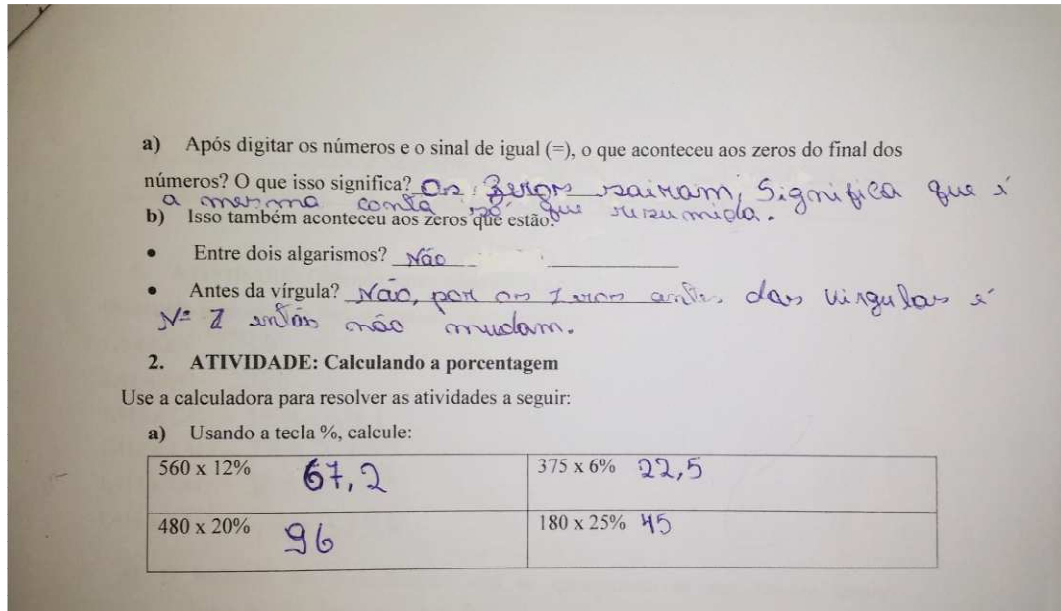 a) Após digitar os números e o sinal de igual (=), o que aconteceu aos zeros do final dos
números? O que isso significa? Os Zeros sairam, Significa que é
a mesma conta só que resumida.
b) Isso também aconteceu aos zeros que estão:
• Entre dois algarismos? Não
• Antes da vírgula? Não, por os zeros antes das virgulas é
Nº então não mudam.
2. ATIVIDADE: Calculando a porcentagem
Use a calculadora para resolver as atividades a seguir:
a) Usando a tecla %, calcule:
560 x 12% 67,2 375 x 6% 22,5
480 x 20% 96 180 x 25% 45